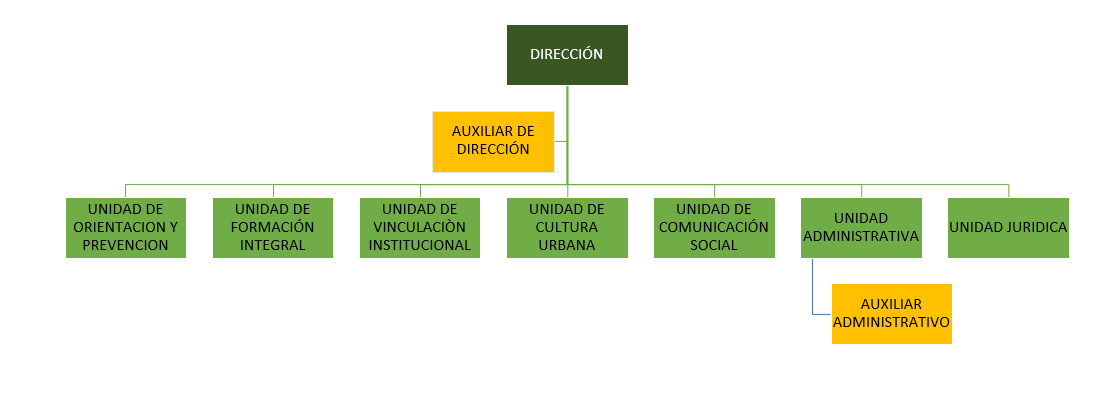 DIRECCIÓN
AUXILIAR DE
DIRECCIÓN
UNIDAD DE
ORIENTACION Y
PREVENCION
UNIDAD DE
FORMACIÓN
INTEGRAL
UNIDAD DE
VINCULACIÒN
INSTITUCIONAL
UNIDAD DE
CULTURA
URBANA
UNIDAD DE
COMUNICACIÓN
SOCIAL
UNIDAD
ADMINISTRATIVA
UNIDAD JURIDICA
AUXILIAR
ADMINISTRATIVO